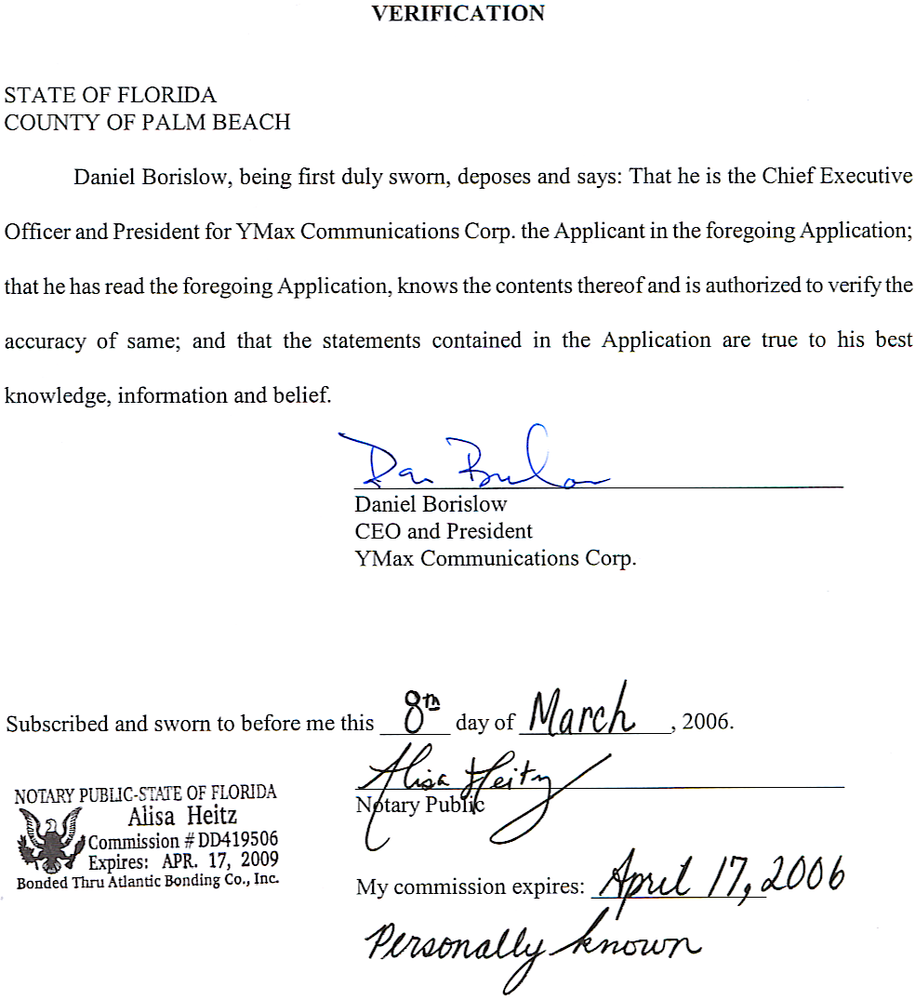 VERIFICATION
STATE OF FLORIDA
COUNTY OF PALM BEACH
Daniel Borislow, being first duly sworn, deposes and says: That he is the Chief Executive
Officer and President for YMax Communications Corp. the Applicant in the foregoing Application;
that he has read the foregoing Application, knows the contents thereof and is authorized to verify the
accuracy of same; and that the statements contained in the Application are true to his best
knowledge, information and belief.
Dan Borislow
Daniel Borislow
CEO and President
YMax Communications Corp.
Subscribed and sworn to before me this 8th day of March, 2006.
Alisa Heitz
Notary Public
NOTARY PUBLIC-STATE OF FLORIDA
Alisa Heitz
Commission # DD419506
Expires: APR. 17, 2009
Bonded Thru Atlantic Bonding Co., Inc.
My commission expires: April 17, 2006
Personally known